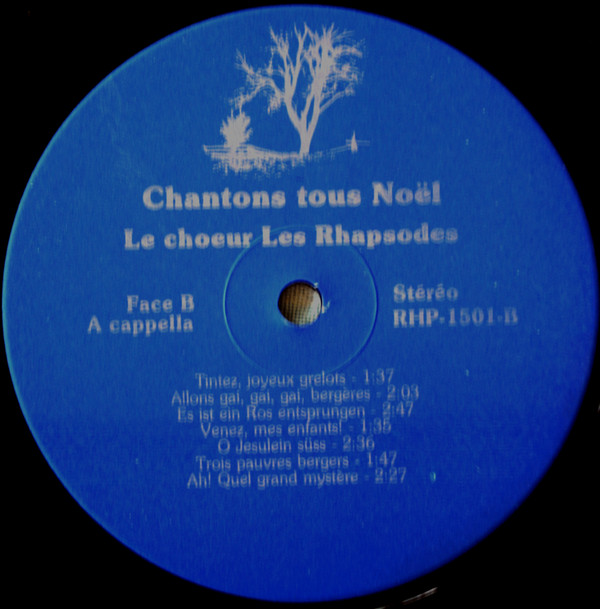 Chantons tous Noël
Le choeur Les Rhapsodes
Face B
A cappella
Stéréo
RHP-1501-B
Tintez, joyeux grelots - 1:37
Allons gai, gai, gai, bergères - 2:03
Es ist ein Ros entsprungen - 2:47
Venez, mes enfants! - 1:35
O Jesulein süss - 2:36
Trois pauvres bergers - 1:47
Ah! Quel grand mystère - 2:27